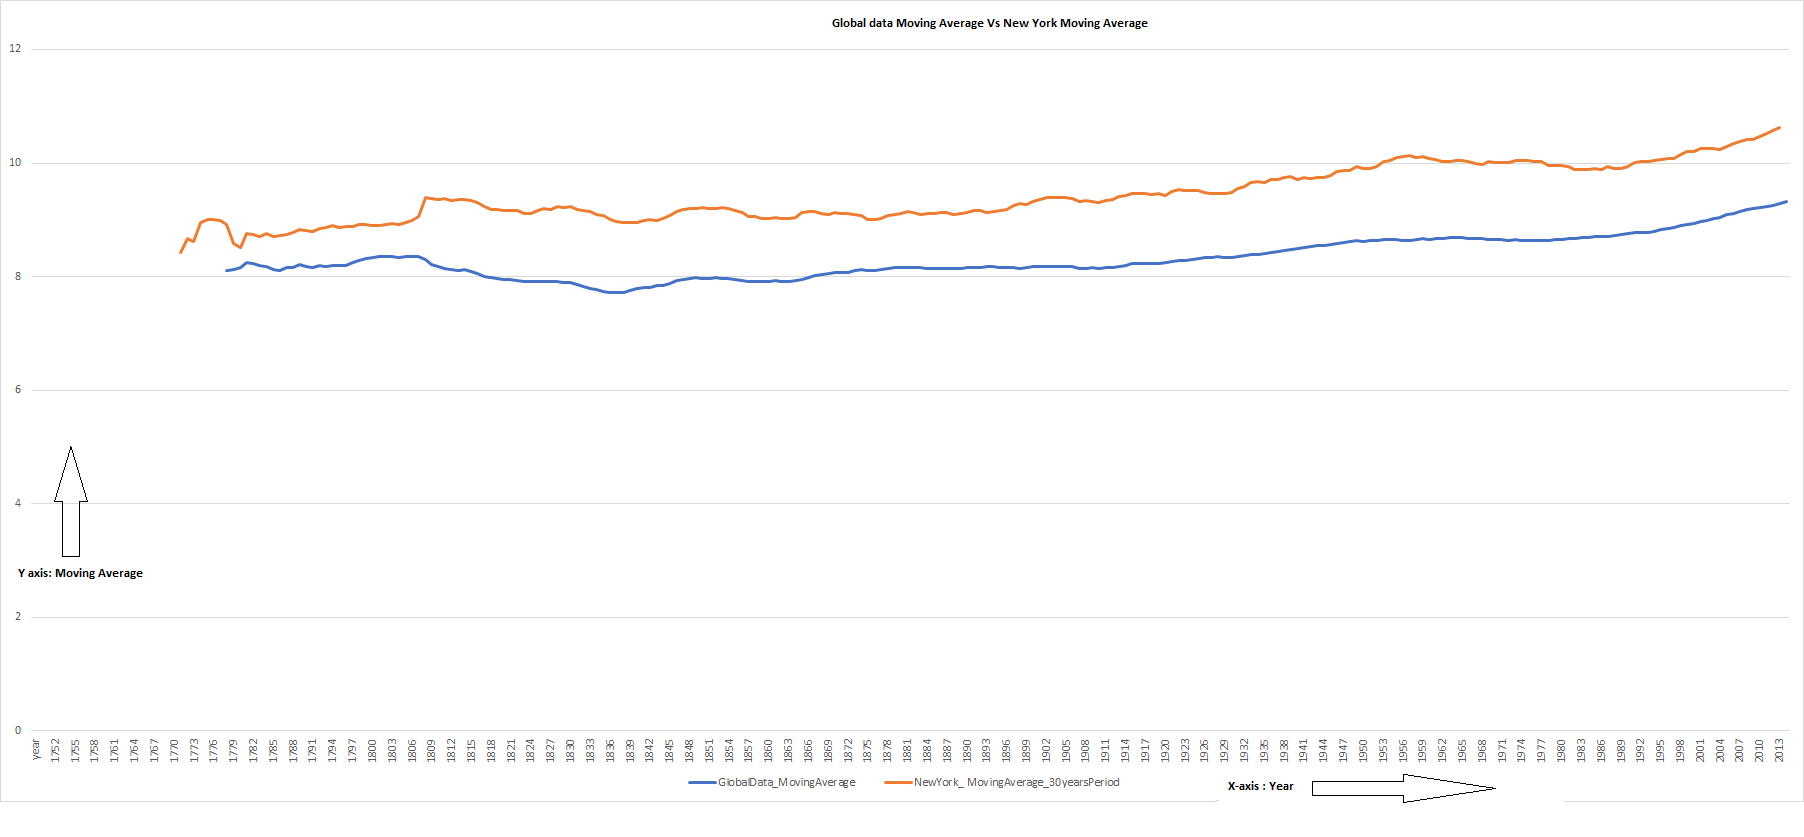 Global data Moving Average Vs New York Moving Average
12
10
8
6
4
Y axis: Moving Average
2
0
year 1752 1755 1758 1761 1764 1767 1770 1773 1776 1779 1782 1785 1788 1791 1794 1797 1800 1803 1806 1809 1812 1815 1818 1821 1824 1827 1830 1833 1836 1839 1842 1845 1848 1851 1854 1857 1860 1863 1866 1869 1872 1875 1878 1881 1884 1887 1890 1893 1896 1899 1902 1905 1908 1911 1914 1917 1920 1923 1926 1929 1932 1935 1938 1941 1944 1947 1950 1953 1956 1959 1962 1965 1968 1971 1974 1977 1980 1983 1986 1989 1992 1995 1998 2001 2004 2007 2010 2013
GlobalData_MovingAverage NewYork_ MovingAverage_30yearsPeriod
X-axis : Year